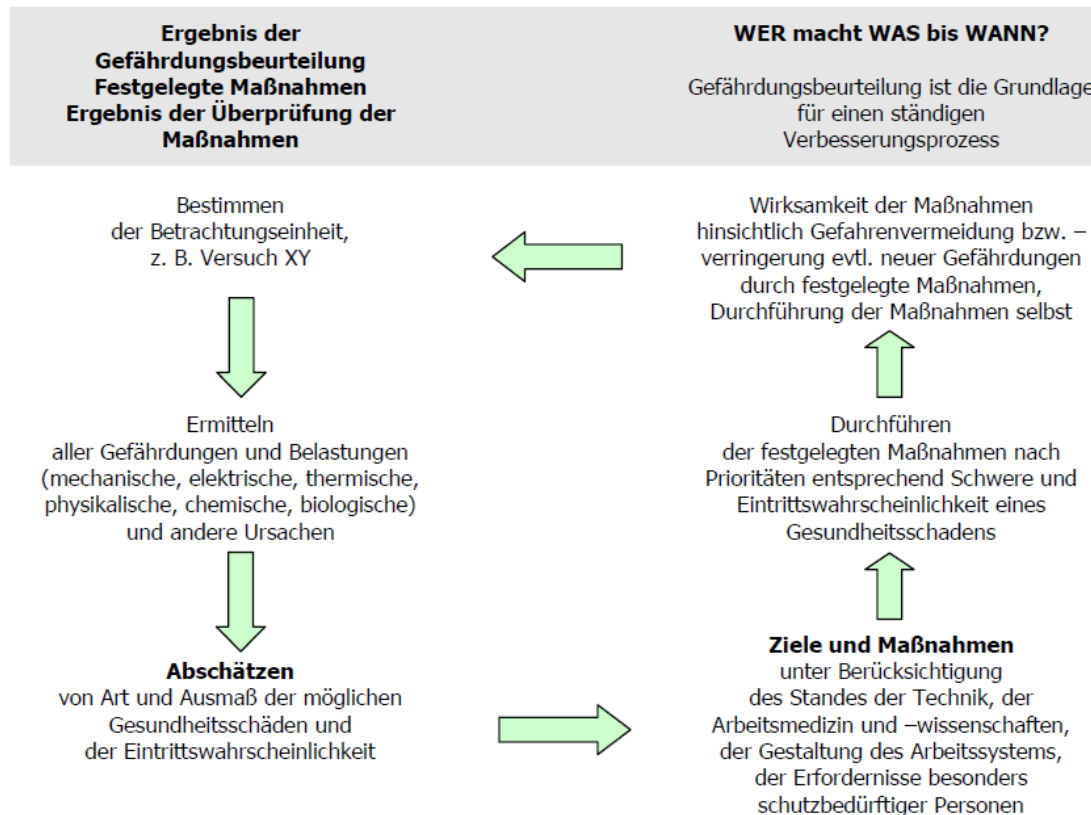 Ergebnis der
Gefährdungsbeurteilung
Festgelegte Maßnahmen
Ergebnis der Überprüfung der
Maßnahmen
WER macht WAS bis WANN?
Gefährdungsbeurteilung ist die Grundlage
für einen ständigen
Verbesserungsprozess
Bestimmen
der Betrachtungseinheit,
z. B. Versuch XY
Ermitteln
aller Gefährdungen und Belastungen
(mechanische, elektrische, thermische,
physikalische, chemische, biologische)
und andere Ursachen
Abschätzen
von Art und Ausmaß der möglichen
Gesundheitsschäden und
der Eintrittswahrscheinlichkeit
Ziele und Maßnahmen
unter Berücksichtigung
des Standes der Technik, der
Arbeitsmedizin und –wissenschaften,
der Gestaltung des Arbeitssystems,
der Erfordernisse besonders
schutzbedürftiger Personen
Durchführen
der festgelegten Maßnahmen nach
Prioritäten entsprechend Schwere und
Eintrittswahrscheinlichkeit eines
Gesundheitsschadens
Wirksamkeit der Maßnahmen
hinsichtlich Gefahrenvermeidung bzw. –
verringerung evtl. neuer Gefährdungen
durch festgelegte Maßnahmen,
Durchführung der Maßnahmen selbst